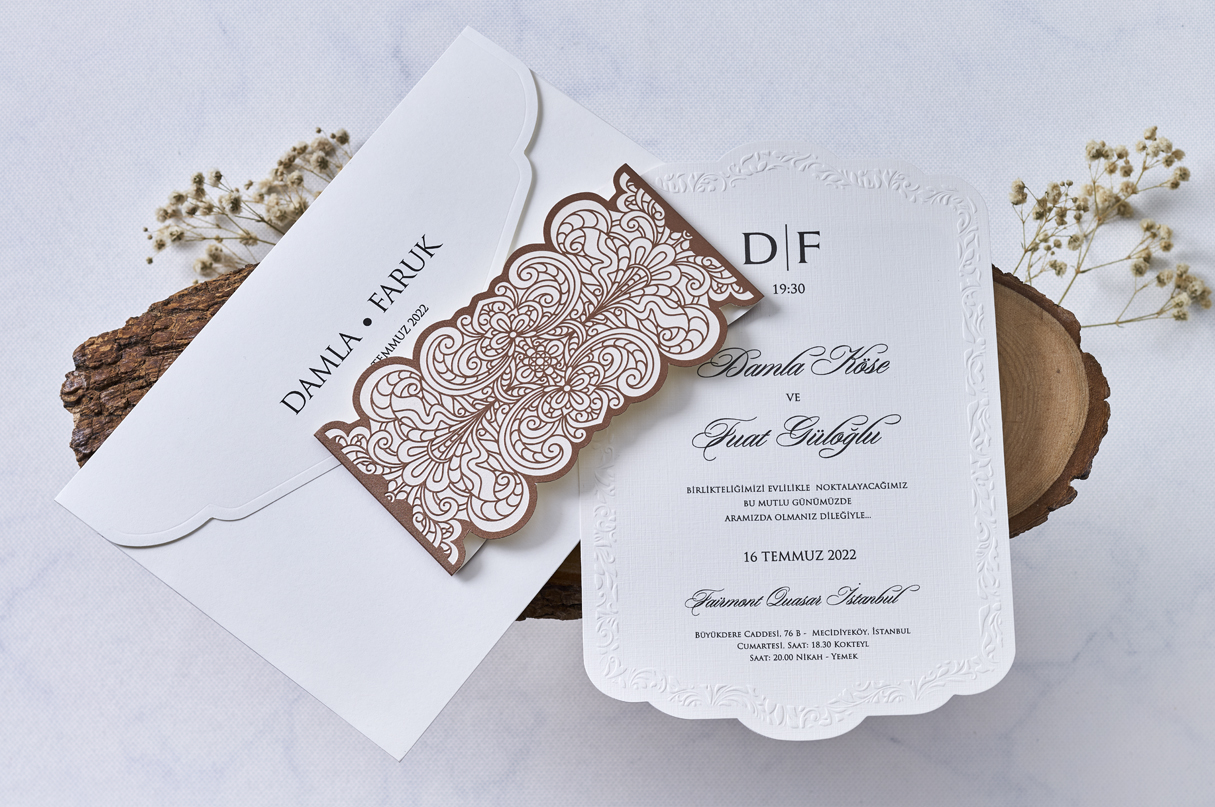 DAMLA • FARUK
TEMMUZ 2022
D|F
19:30
Damla Köse
VE
Fuat Güloğlu
BİRLİKTELİĞİMİZİ EVLİLİKLE NOKTALAYACAĞIMIZ
BU MUTLU GÜNÜMÜZDE
ARAMIZDA OLMANIZ DİLEĞİYLE...
16 TEMMUZ 2022
Fairmont Quasar İstanbul
BÜYÜKDERE CADDESİ, 76 B - MECİDİYEKÖY, İSTANBUL
CUMARTESİ, SAAT: 18.30 KOKTEYL
SAAT: 20.00 NİKAH - YEMEK